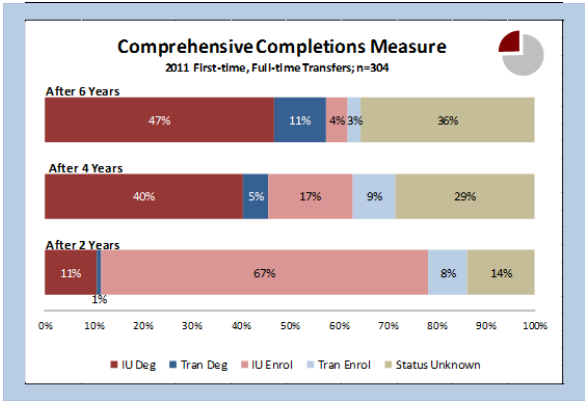 Comprehensive Completions Measure
2011 First-time, Full-time Transfers; n=304
After 6 Years
47% 11% 4% 3% 36%
After 4 Years
40% 5% 17% 9% 29%
After 2 Years
11% 67% 8% 14%
1%
0% 10% 20% 30% 40% 50% 60% 70% 80% 90% 100%
IU Deg Tran Deg IU Enrol Tran Enrol Status Unknown